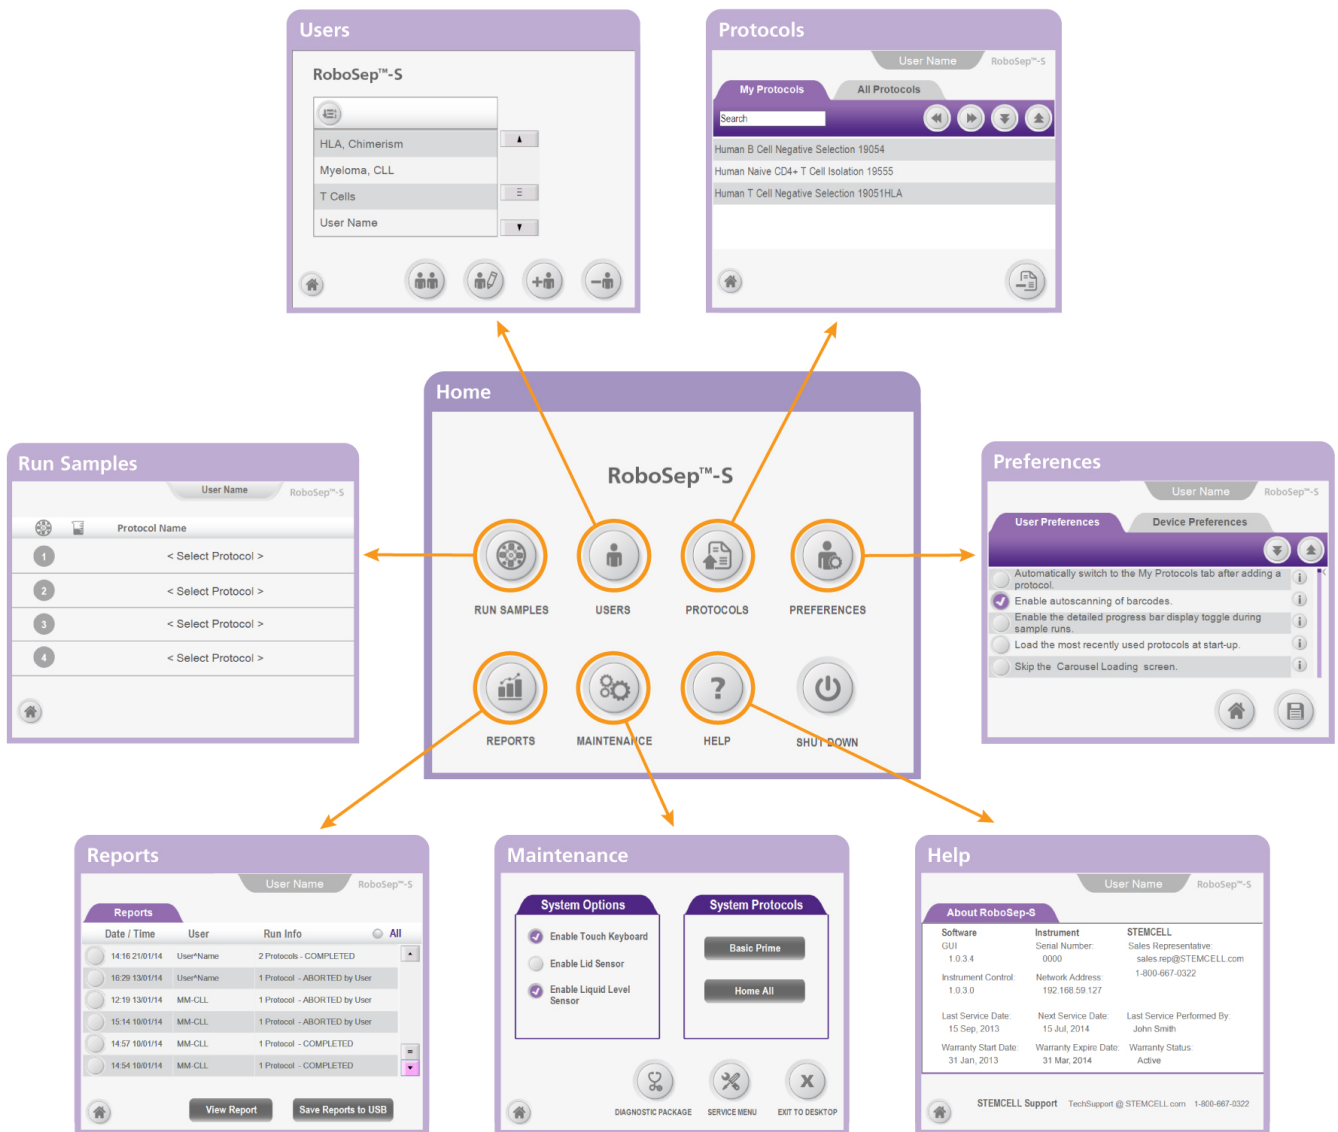 Users
RoboSep™-S
HLA, Chimerism
Myeloma, CLL
T Cells
User Name
Protocols
User Name
RoboSep™-S
My Protocols
All Protocols
Search
Human B Cell Negative Selection 19054
Human Naive CD4+ T Cell Isolation 19555
Human T Cell Negative Selection 19051HLA
Home
RoboSep™-S
RUN SAMPLES
USERS
PROTOCOLS
PREFERENCES
REPORTS
MAINTENANCE
HELP
SHUT DOWN
Run Samples
User Name
RoboSep™-S
Protocol Name
1
< Select Protocol >
2
< Select Protocol >
3
< Select Protocol >
4
< Select Protocol >
Preferences
User Name
RoboSep™-S
User Preferences
Device Preferences
Automatically switch to the My Protocols tab after adding a
protocol.
Enable autoscanning of barcodes.
Enable the detailed progress bar display toggle during
sample runs.
Load the most recently used protocols at start-up.
Skip the Carousel Loading screen.
Reports
User Name
RoboSep™-S
Reports
Date / Time User Run Info All
14:16 21/01/14 User^Name 2 Protocols - COMPLETED
16:29 13/01/14 User^Name 1 Protocol - ABORTED by User
12:19 13/01/14 MM-CLL 1 Protocol - ABORTED by User
15:14 10/01/14 MM-CLL 1 Protocol - ABORTED by User
14:57 10/01/14 MM-CLL 1 Protocol - COMPLETED
14:54 10/01/14 MM-CLL 1 Protocol - COMPLETED
View Report
Save Reports to USB
Maintenance
System Options
Enable Touch Keyboard
Enable Lid Sensor
Enable Liquid Level
Sensor
System Protocols
Basic Prime
Home All
DIAGNOSTIC PACKAGE
SERVICE MENU
X
EXIT TO DESKTOP
Help
User Name
RoboSep™-S
About RoboSep-S
Software Instrument STEMCELL
GUI Serial Number: Sales Representative:
1.0.3.4 0000 sales.rep@STEMCELL.com
1-800-667-0322
Instrument Control: Network Address:
1.0.3.0 192.168.59.127
Last Service Date: Next Service Date: Last Service Performed By:
15 Sep, 2013 15 Jul, 2014 John Smith
Warranty Start Date: Warranty Expire Date: Warranty Status:
31 Jan, 2013 31 Mar, 2014 Active
STEMCELL Support TechSupport @ STEMCELL.com 1-800-667-0322